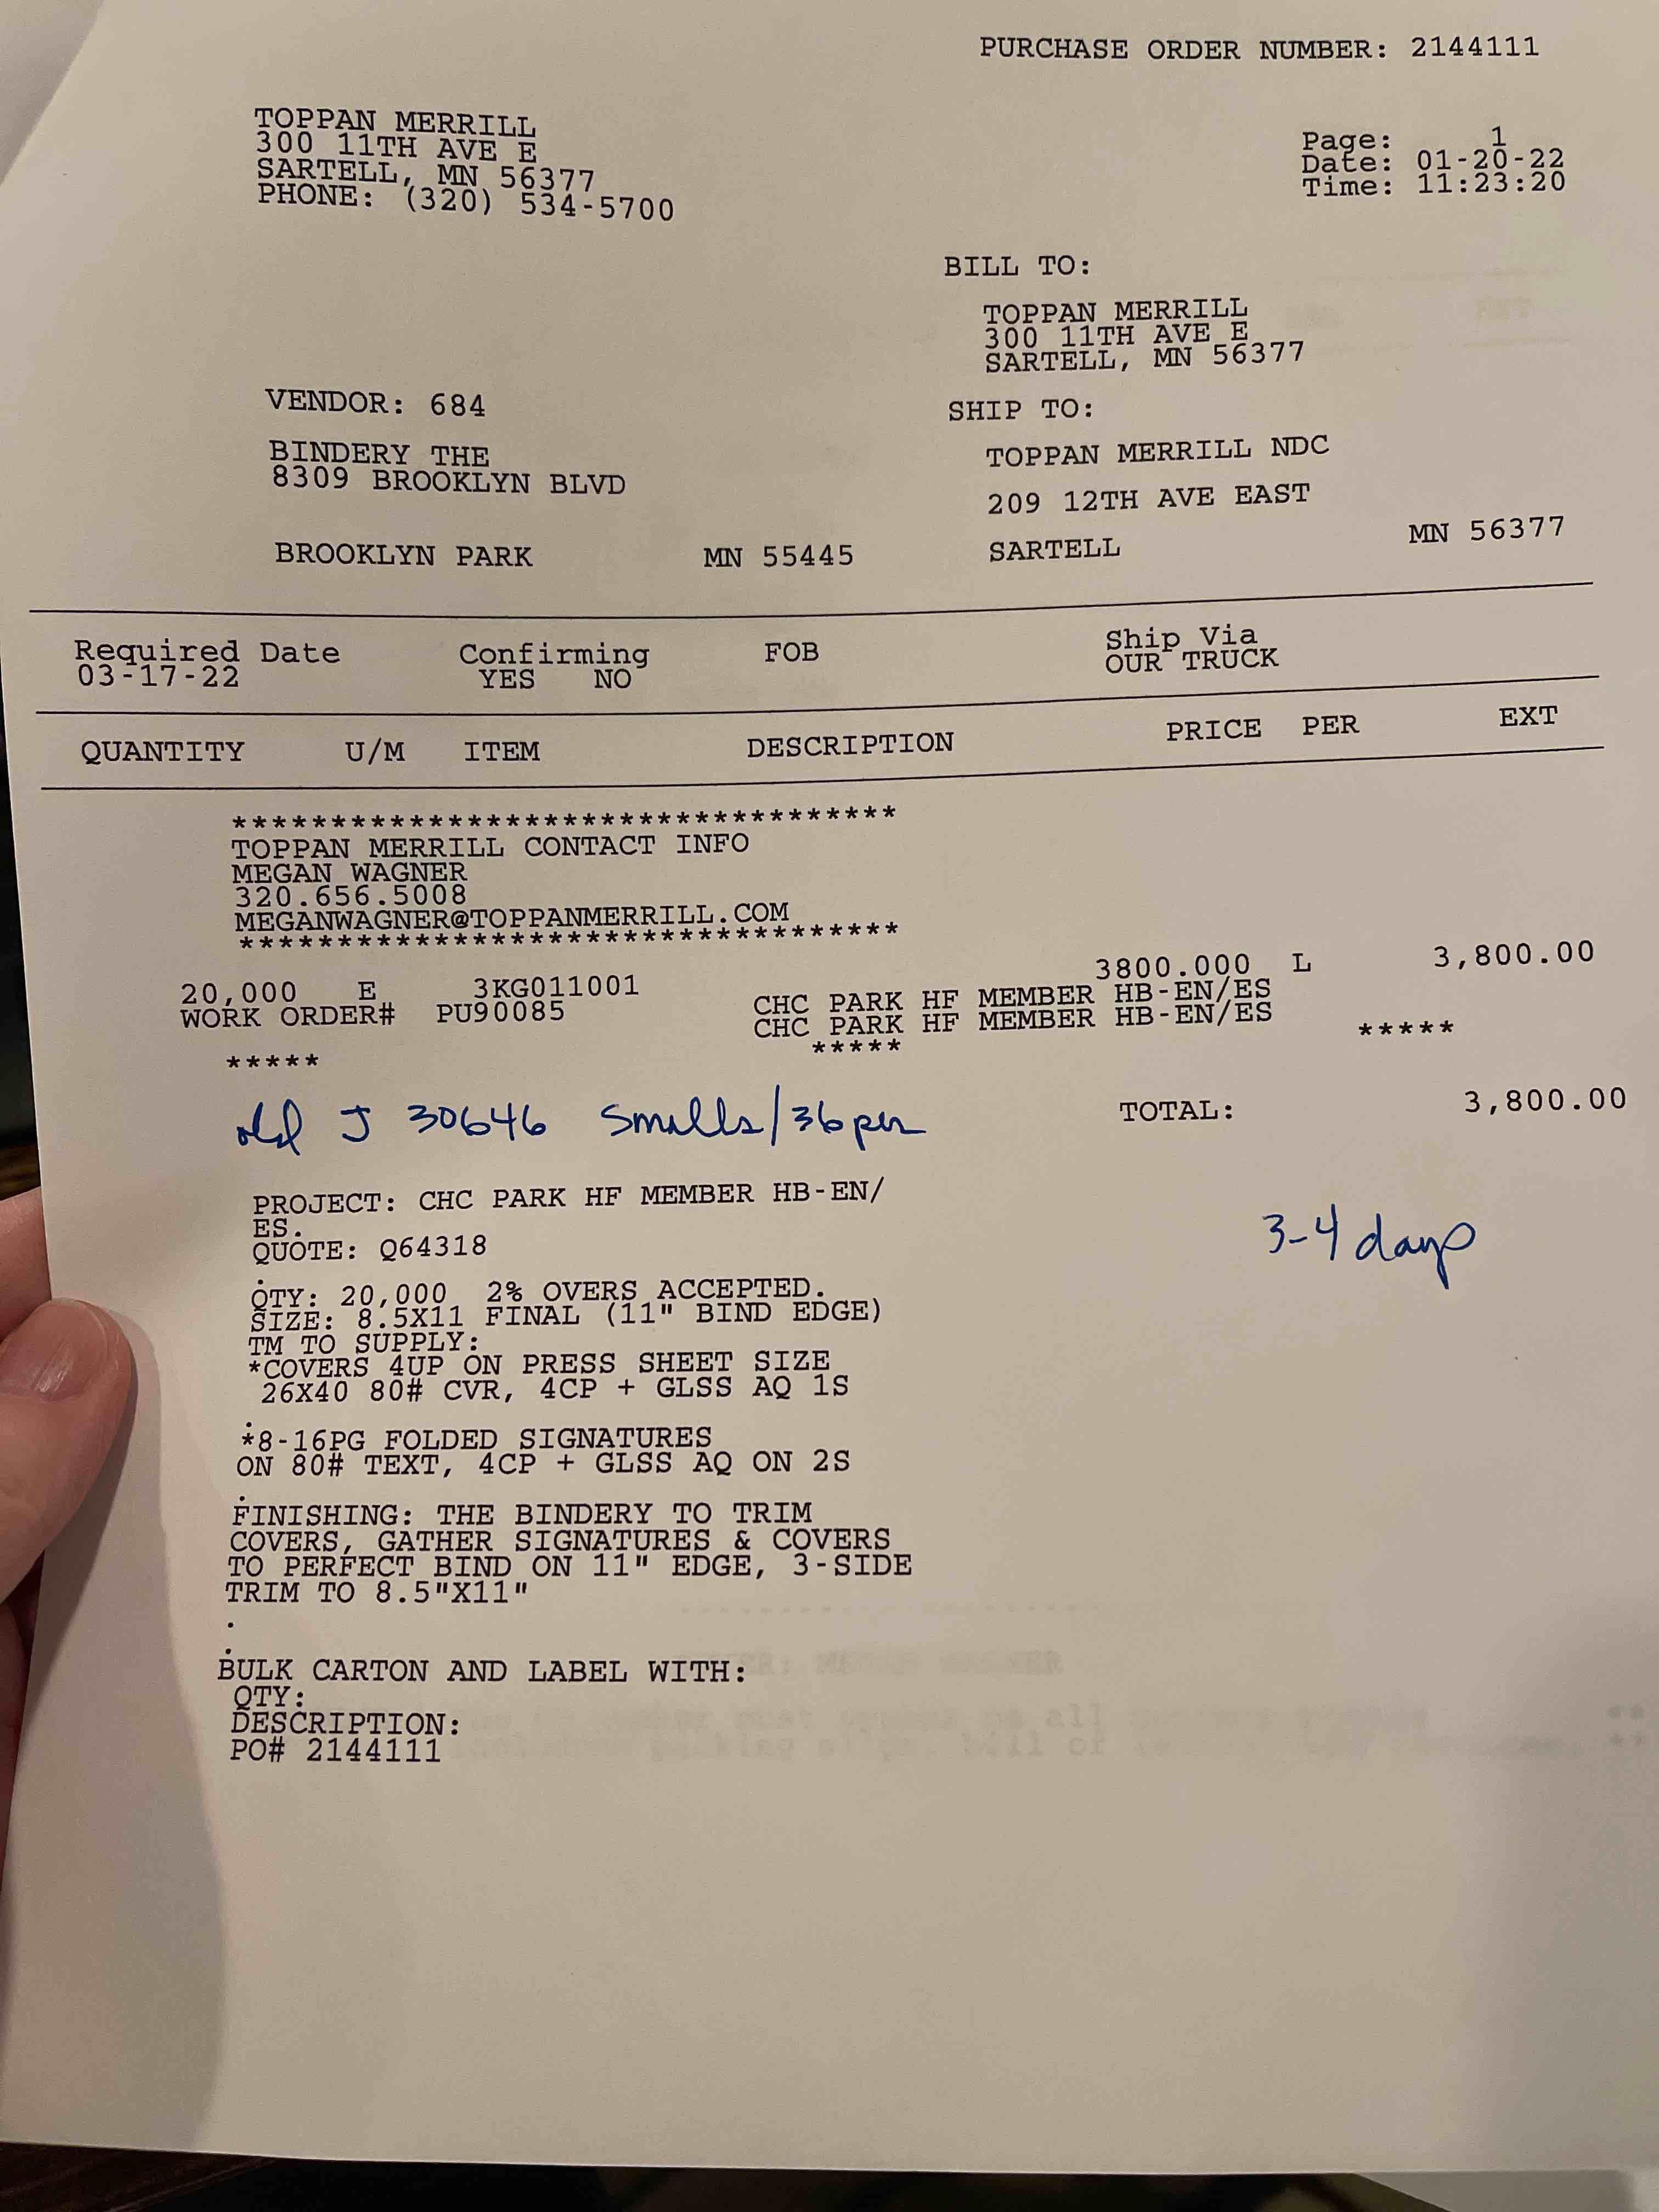 PURCHASE ORDER NUMBER: 2144111
TOPPAN MERRILL
300 11TH AVE E
SARTELL, MN 56377
PHONE: (320) 534-5700
Page: 1
Date: 01-20-22
Time: 11:23:20
BILL TO:
TOPPAN MERRILL
300 11TH AVE E
SARTELL, MN 56377
VENDOR: 684
BINDERY THE
8309 BROOKLYN BLVD
BROOKLYN PARK MN 55445
SHIP TO:
TOPPAN MERRILL NDC
209 12TH AVE EAST
SARTELL MN 56377
Required Date Confirming FOB Ship Via
03-17-22 YES NO OUR TRUCK
QUANTITY U/M ITEM DESCRIPTION PRICE PER EXT
**********************************
TOPPAN MERRILL CONTACT INFO
MEGAN WAGNER
320.656.5008
MEGANWAGNER@TOPPANMERRILL.COM
**********************************
20,000 E 3KG011001 3800.000 L 3,800.00
WORK ORDER# PU90085 CHC PARK HF MEMBER HB-EN/ES
CHC PARK HF MEMBER HB-EN/ES
***** ***** *****
old J 30646 Smalls/36 per
TOTAL: 3,800.00
PROJECT: CHC PARK HF MEMBER HB-EN/
ES.
QUOTE: Q64318
3-4 days
.
QTY: 20,000 2% OVERS ACCEPTED.
SIZE: 8.5X11 FINAL (11" BIND EDGE)
TM TO SUPPLY:
*COVERS 4UP ON PRESS SHEET SIZE
26X40 80# CVR, 4CP + GLSS AQ 1S
.
*8-16PG FOLDED SIGNATURES
ON 80# TEXT, 4CP + GLSS AQ ON 2S
.
FINISHING: THE BINDERY TO TRIM
COVERS, GATHER SIGNATURES & COVERS
TO PERFECT BIND ON 11" EDGE, 3-SIDE
TRIM TO 8.5"X11"
.
.
BULK CARTON AND LABEL WITH:
QTY:
DESCRIPTION:
PO# 2144111